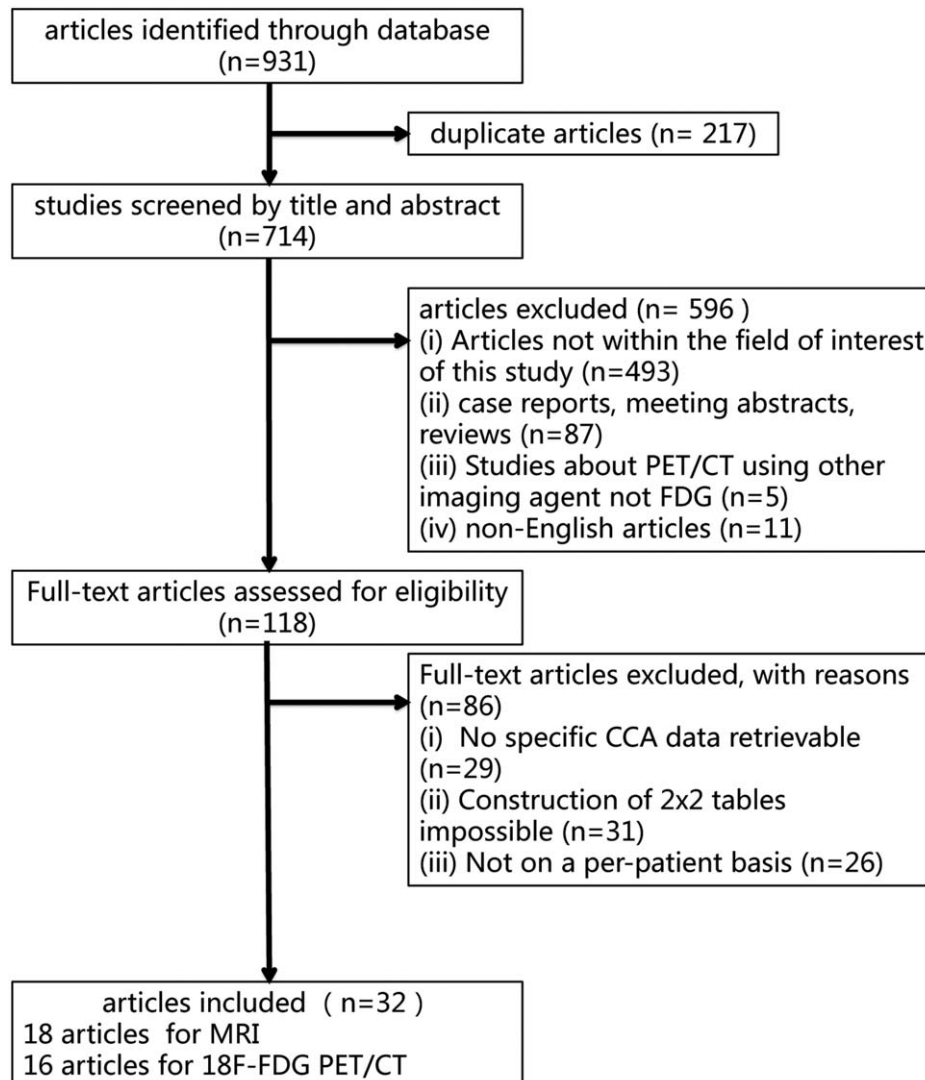 articles identified through database
(n=931)
duplicate articles (n= 217)
studies screened by title and abstract
(n=714)
articles excluded (n= 596 )
(i) Articles not within the field of interest
of this study (n=493)
(ii) case reports, meeting abstracts,
reviews (n=87)
(iii) Studies about PET/CT using other
imaging agent not FDG (n=5)
(iv) non-English articles (n=11)
Full-text articles assessed for eligibility
(n=118)
Full-text articles excluded, with reasons
(n=86)
(i) No specific CCA data retrievable
(n=29)
(ii) Construction of 2x2 tables
impossible (n=31)
(iii) Not on a per-patient basis (n=26)
articles included ( n=32 )
18 articles for MRI
16 articles for 18F-FDG PET/CT